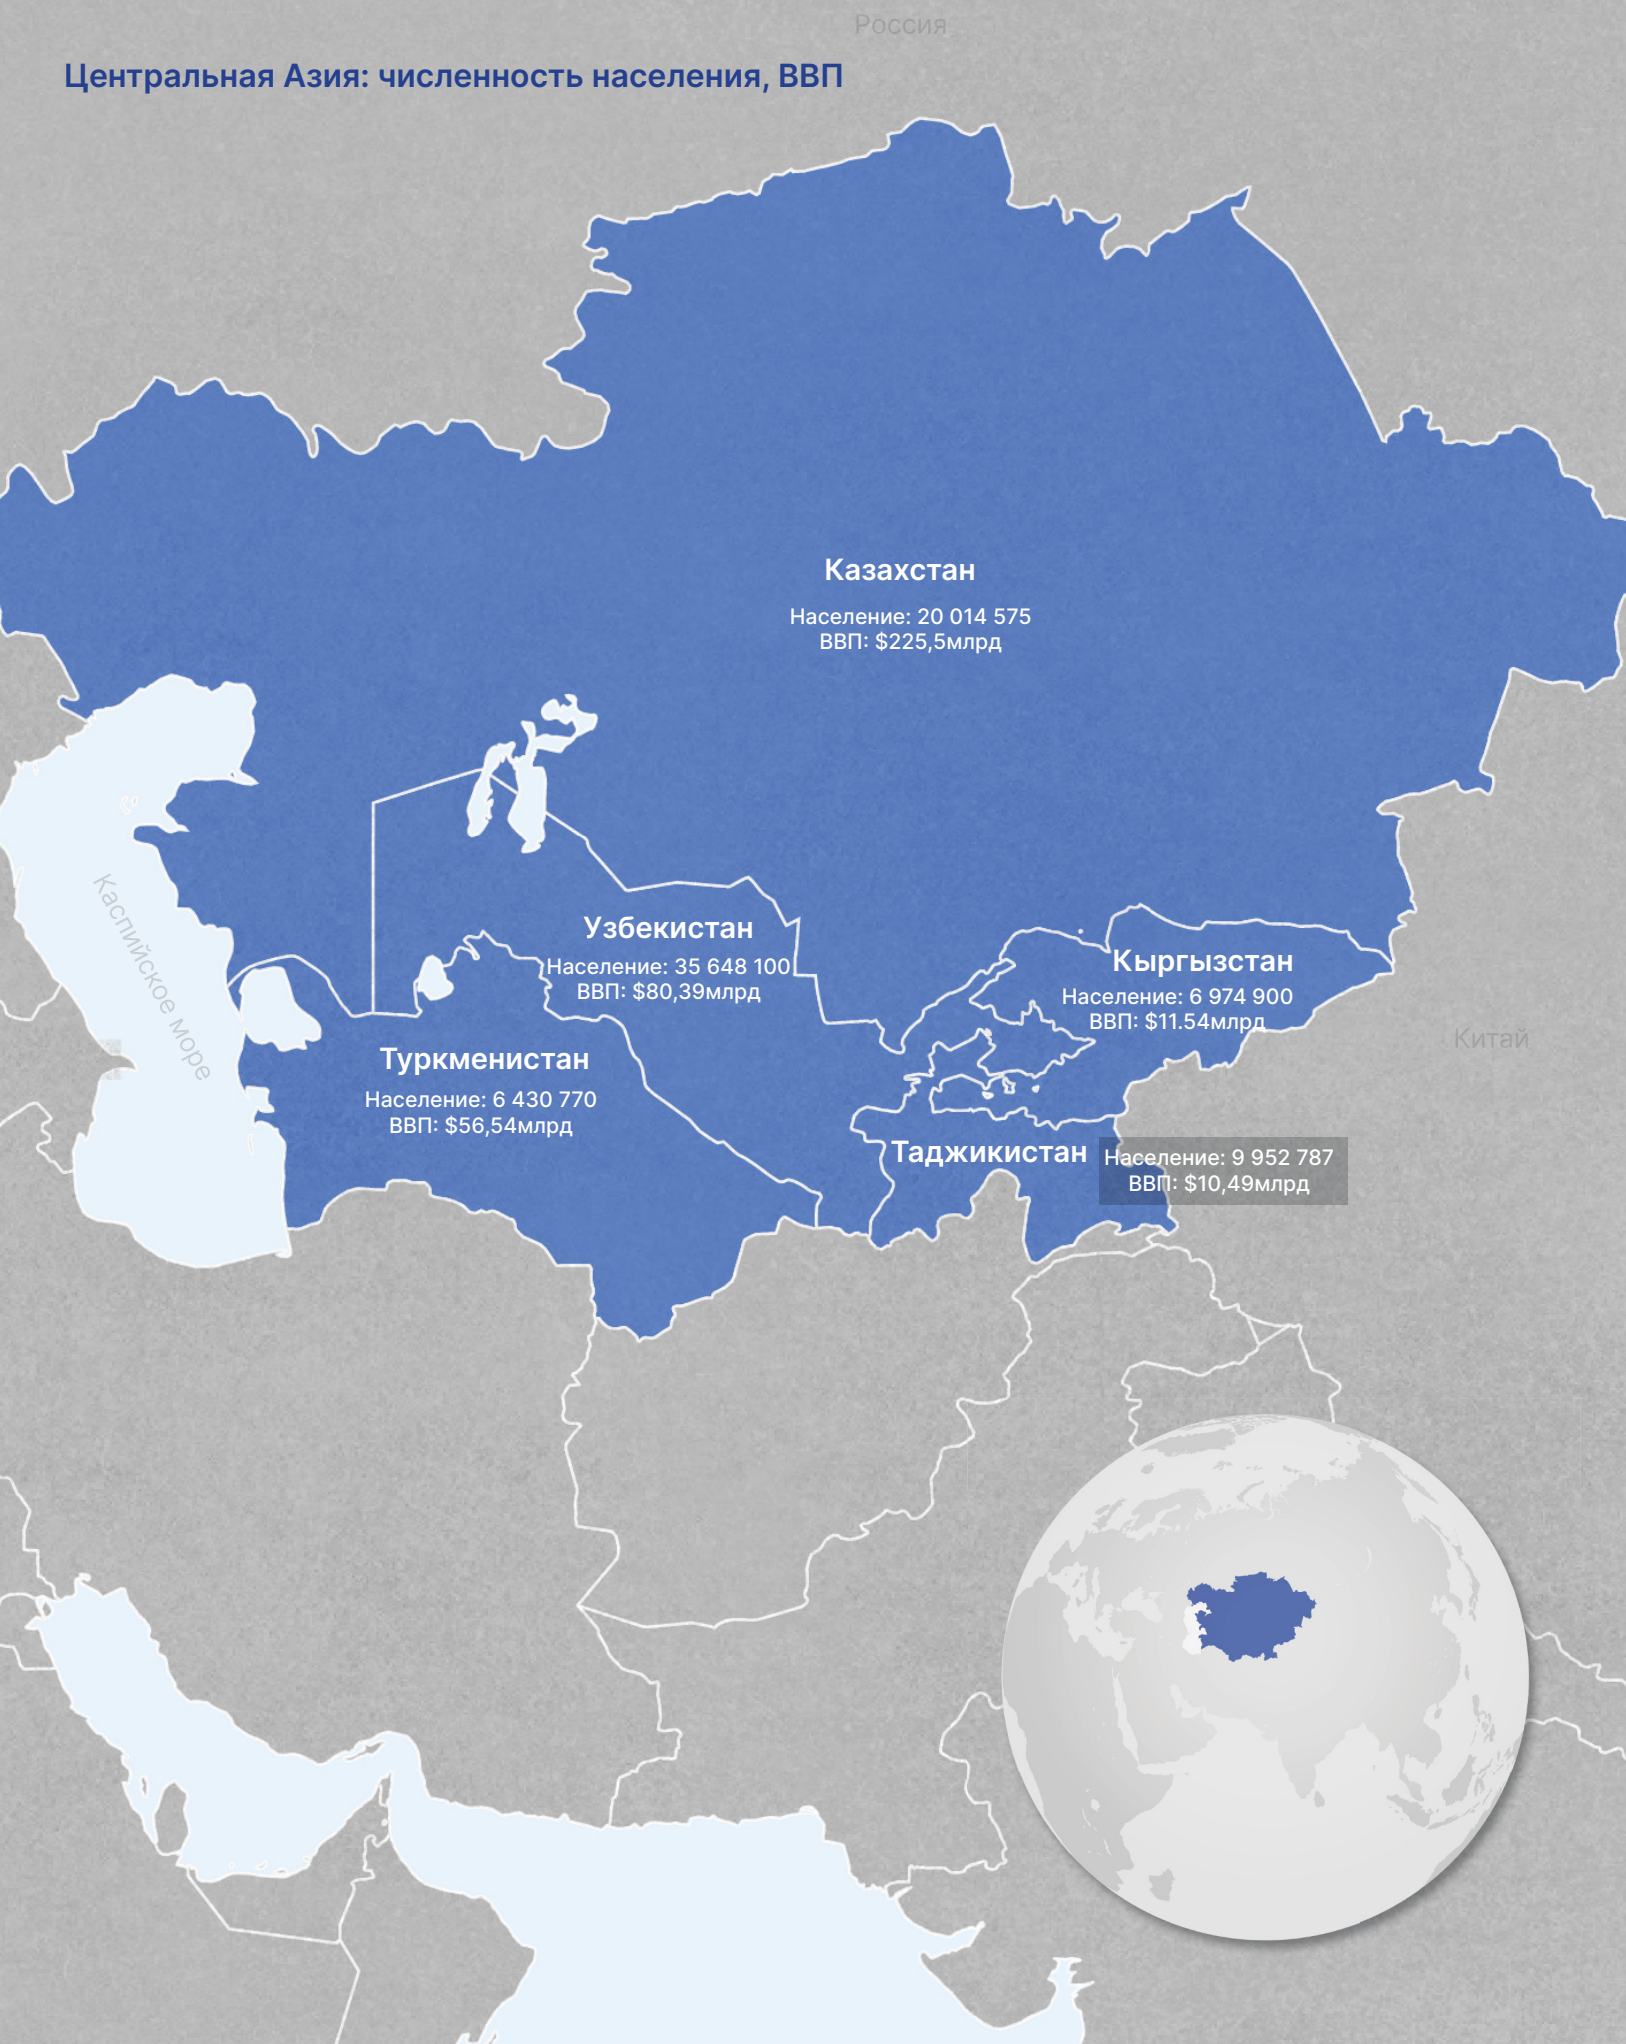 Россия
Центральная Азия: численность населения, ВВП
Казахстан
Население: 20 014 575
ВВП: $225,5млрд
Каспийское море
Узбекистан
Население: 35 648 100
ВВП: $80,39млрд
Кыргызстан
Население: 6 974 900
ВВП: $11.54млрд
Китай
Туркменистан
Население: 6 430 770
ВВП: $56,54млрд
Таджикистан
Население: 9 952 787
ВВП: $10,49млрд